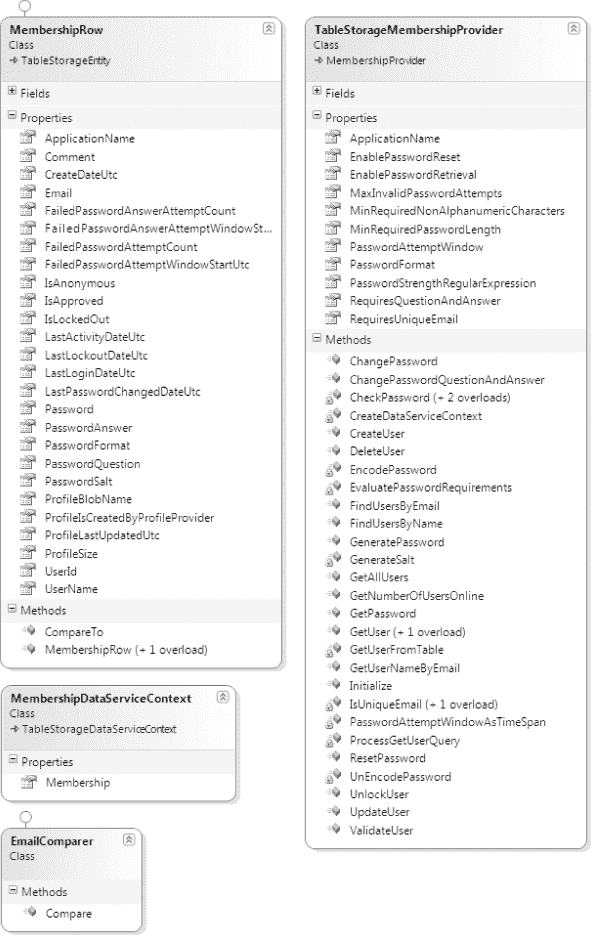 MembershipRow
Class
TableStorageEntity
Fields
Properties
ApplicationName
Comment
CreateDateUtc
Email
FailedPasswordAnswerAttemptCount
FailedPasswordAnswerAttemptWindowSt...
FailedPasswordAttemptCount
FailedPasswordAttemptWindowStartUtc
IsAnonymous
IsApproved
IsLockedOut
LastActivityDateUtc
LastLockoutDateUtc
LastLoginDateUtc
LastPasswordChangedDateUtc
Password
PasswordAnswer
PasswordFormat
PasswordQuestion
PasswordSalt
ProfileBlobName
ProfileIsCreatedByProfileProvider
ProfileLastUpdatedUtc
ProfileSize
UserId
UserName
Methods
CompareTo
MembershipRow (+ 1 overload)
MembershipDataServiceContext
Class
TableStorageDataServiceContext
Properties
Membership
EmailComparer
Class
Methods
Compare
TableStorageMembershipProvider
Class
MembershipProvider
Fields
Properties
ApplicationName
EnablePasswordReset
EnablePasswordRetrieval
MaxInvalidPasswordAttempts
MinRequiredNonAlphanumericCharacters
MinRequiredPasswordLength
PasswordAttemptWindow
PasswordFormat
PasswordStrengthRegularExpression
RequiresQuestionAndAnswer
RequiresUniqueEmail
Methods
ChangePassword
ChangePasswordQuestionAndAnswer
CheckPassword (+ 2 overloads)
CreateDataServiceContext
CreateUser
DeleteUser
EncodePassword
EvaluatePasswordRequirements
FindUsersByEmail
FindUsersByName
GeneratePassword
GenerateSalt
GetAllUsers
GetNumberOfUsersOnline
GetPassword
GetUser (+ 1 overload)
GetUserFromTable
GetUserNameByEmail
Initialize
IsUniqueEmail (+ 1 overload)
PasswordAttemptWindowAsTimeSpan
ProcessGetUserQuery
ResetPassword
UnEncodePassword
UnlockUser
UpdateUser
ValidateUser